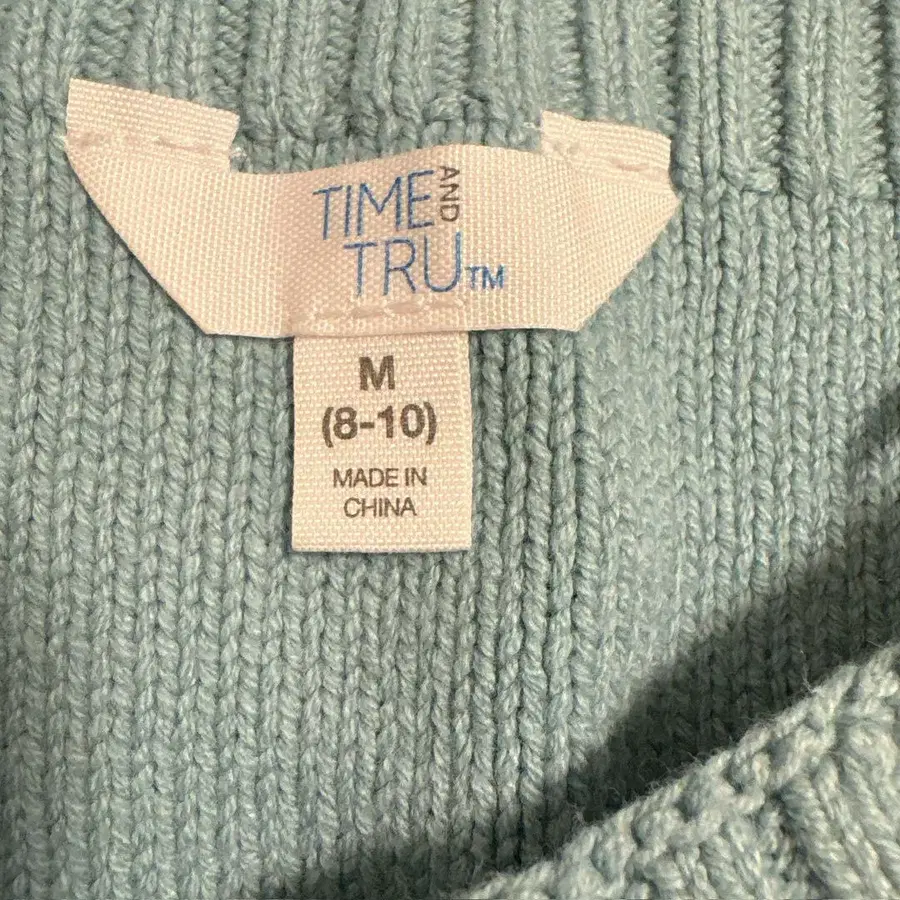 TIME AND
TRU™
M
(8-10)
MADE IN
CHINA